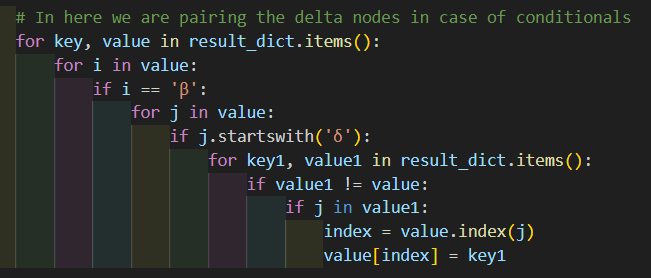 # In here we are pairing the delta nodes in case of conditionals
for key, value in result_dict.items():
    for i in value:
        if i == 'β':
            for j in value:
                if j.startswith('δ'):
                    for key1, value1 in result_dict.items():
                        if value1 != value:
                            if j in value1:
                                index = value.index(j)
                                value[index] = key1